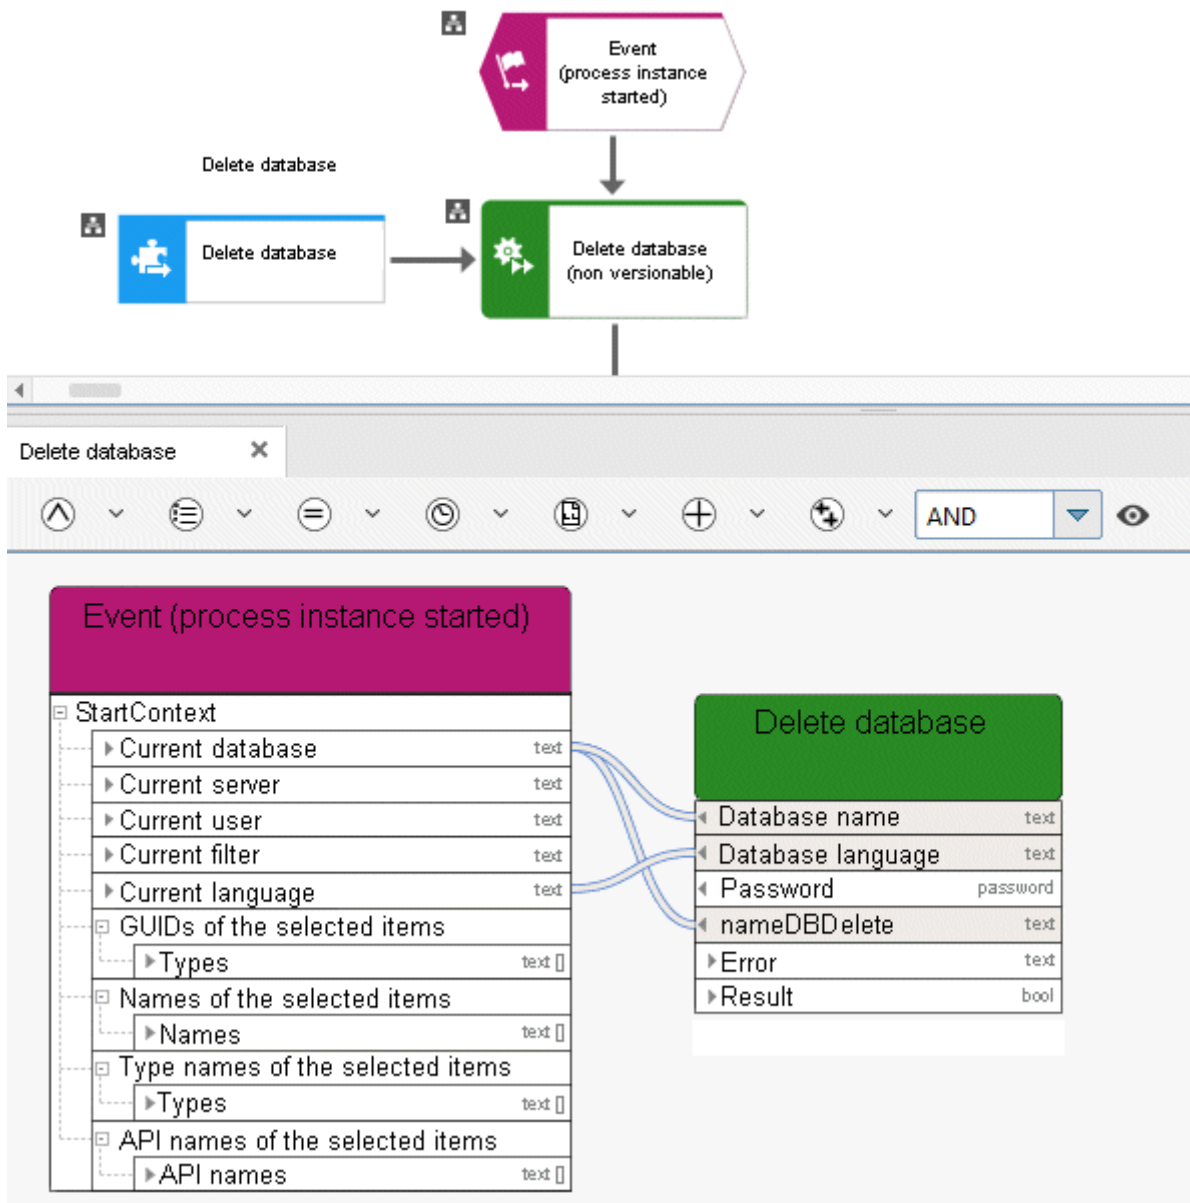 Event
(process instance
started)
Delete database
Delete database
Delete database
(non versionable)
Delete database
AND
Event (process instance started)
StartContext
Current database text
Current server text
Current user text
Current filter text
Current language text
GUIDs of the selected items
Types text []
Names of the selected items
Names text []
Type names of the selected items
Types text []
API names of the selected items
API names text []
Delete database
Database name text
Database language text
Password password
nameDBDelete text
Error text
Result bool